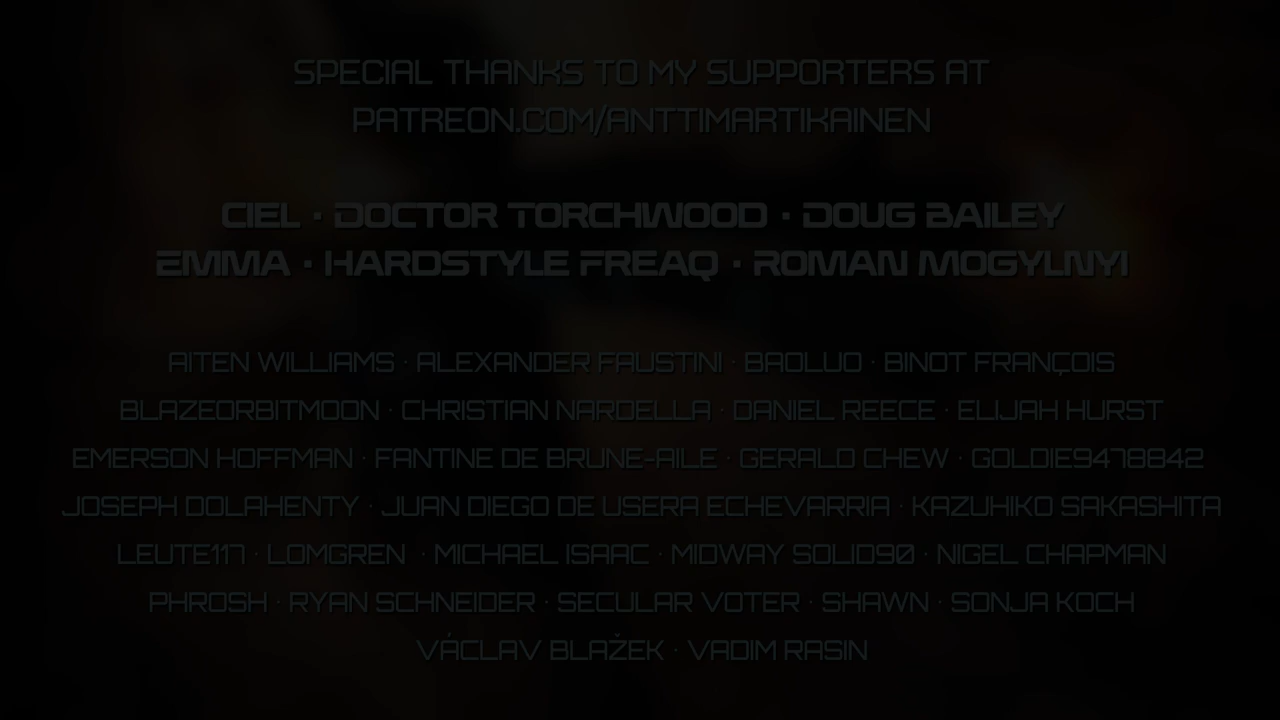 SPECIAL THANKS TO MY SUPPORTERS AT
PATREON.COM/ANTTIMARTIKAINEN
CIEL · DOCTOR TORCHWOOD · DOUG BAILEY
EMMA · HARDSTYLE FREAQ · ROMAN MOGYLNYI
AITEN WILLIAMS · ALEXANDER FAUSTINI · BAOLUO · BINOT FRANÇOIS
BLAZEORBITMOON · CHRISTIAN NARDELLA · DANIEL REECE · ELIJAH HURST
EMERSON HOFFMAN · FANTINE DE BRUNE-AILE · GERALD CHEW · GOLDIE9478842
JOSEPH DOLAHENTY · JUAN DIEGO DE USERA ECHEVARRIA · KAZUHIKO SAKASHITA
LEUTE117 · LOMGREN · MICHAEL ISAAC · MIDWAY SOLID90 · NIGEL CHAPMAN
PHROSH · RYAN SCHNEIDER · SECULAR VOTER · SHAWN · SONJA KOCH
VÁCLAV BLAŽEK · VADIM RASIN